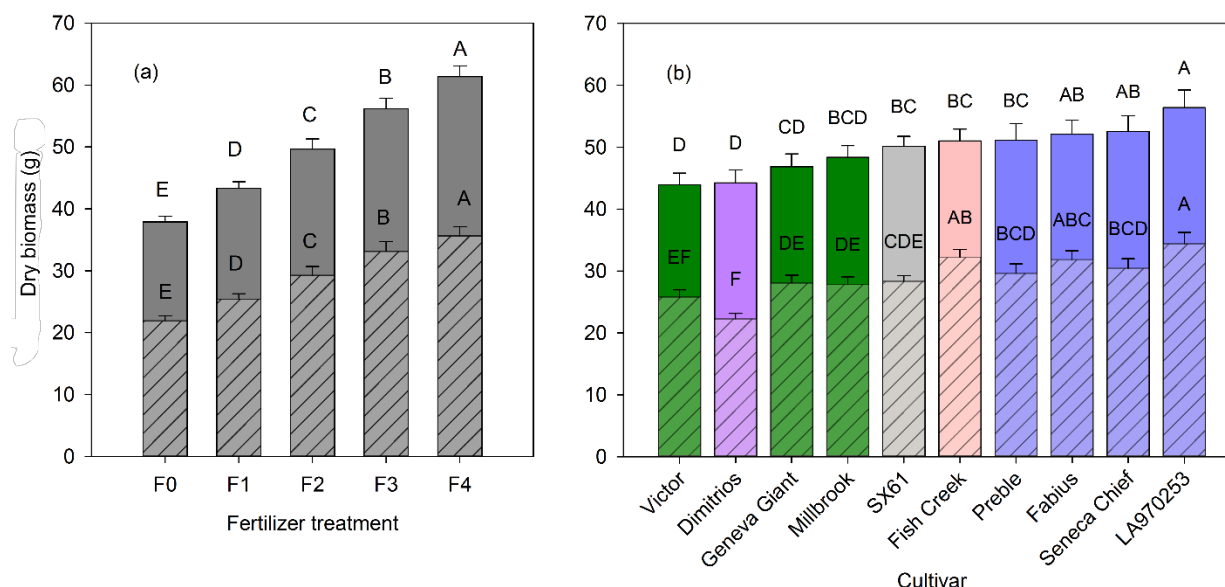 70
60
50
40
30
20
10
0
Dry biomass (g)
(a)
E
D
C
B
A
E
D
C
B
A
F0
F1
F2
F3
F4
Fertilizer treatment
70
60
50
40
30
20
10
0
(b)
D
D
CD
BCD
BC
BC
BC
AB
AB
A
EF
F
DE
DE
CDE
AB
BCD
ABC
BCD
A
Victor
Dimitrios
Geneva Giant
Millbrook
SX61
Fish Creek
Preble
Fabius
Seneca Chief
LA970253
Cultivar